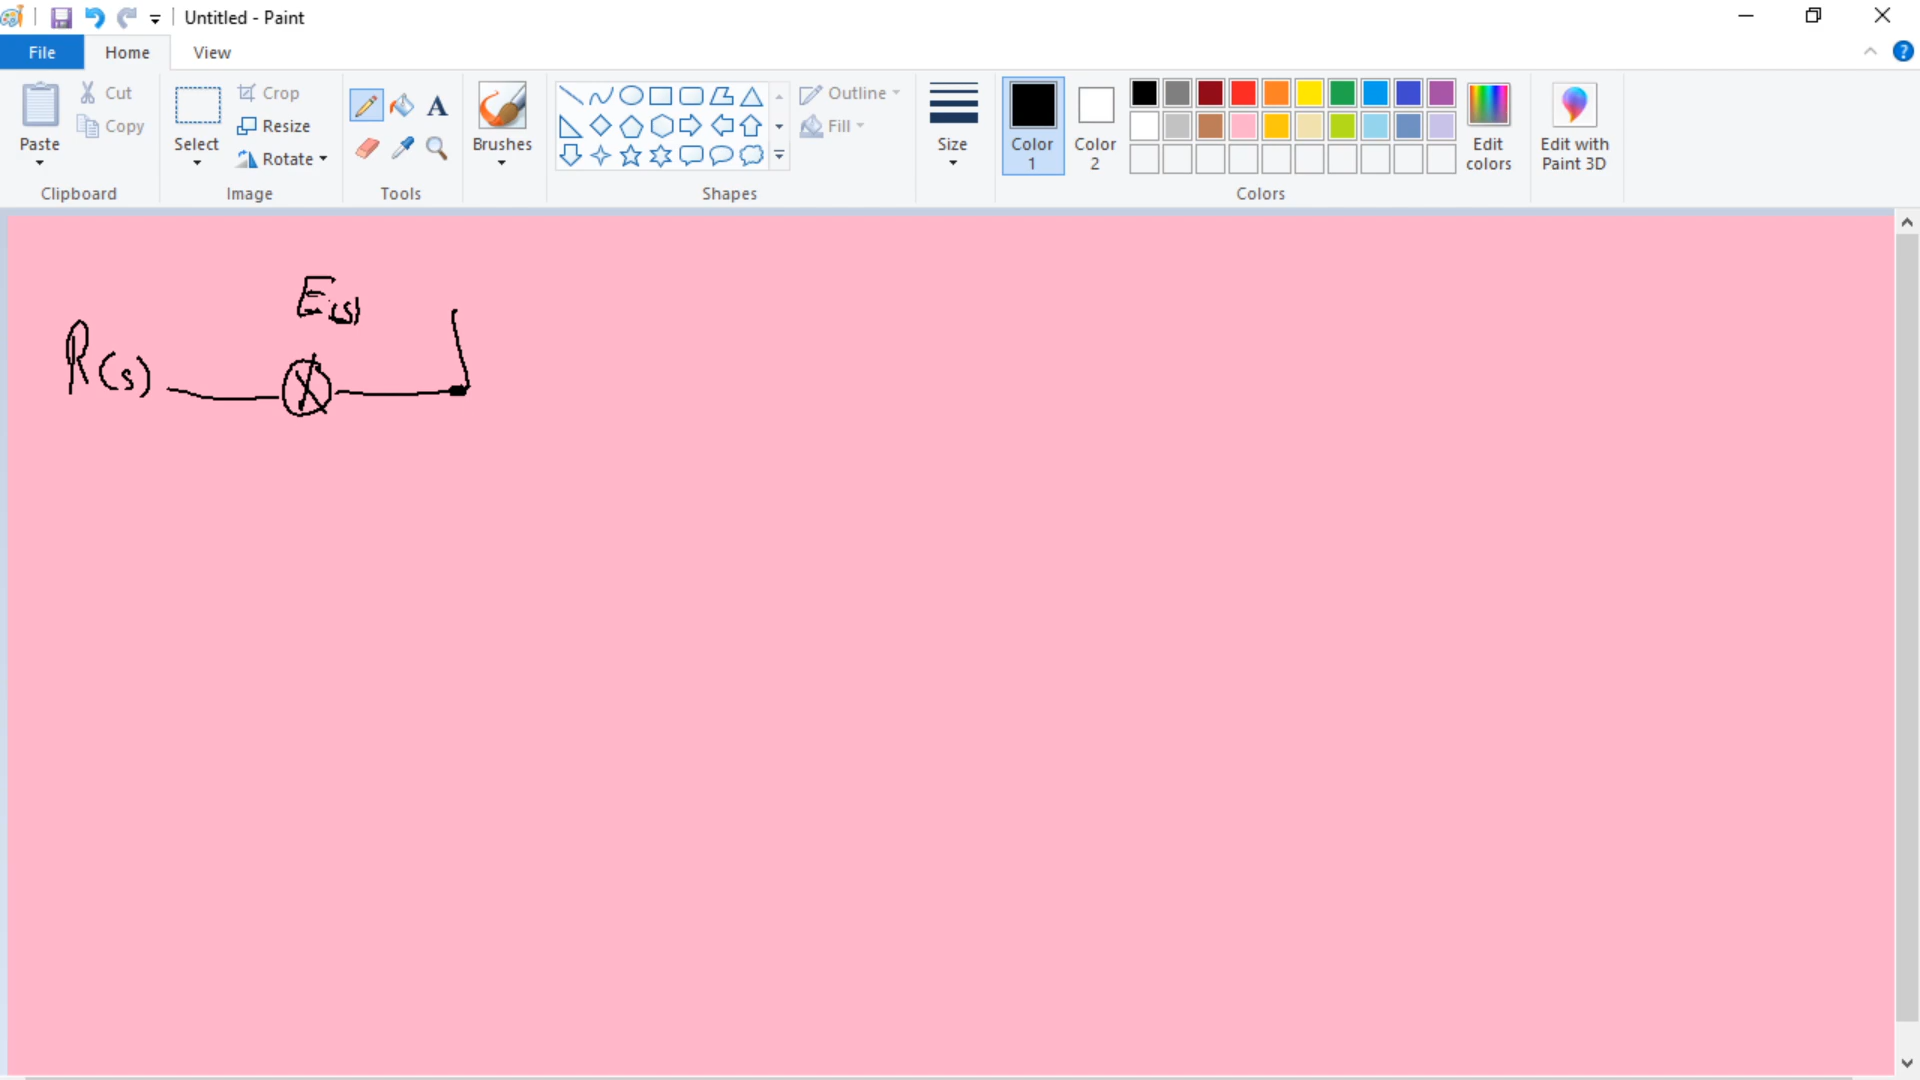 Untitled - Paint
File Home View
Paste
Cut
Copy
Clipboard
Select
Crop
Resize
Rotate
Image
A
Tools
Brushes
Shapes
Outline
Fill
Size
Color 1
Color 2
Edit colors
Colors
Edit with Paint 3D
?
E(s)
R(s)